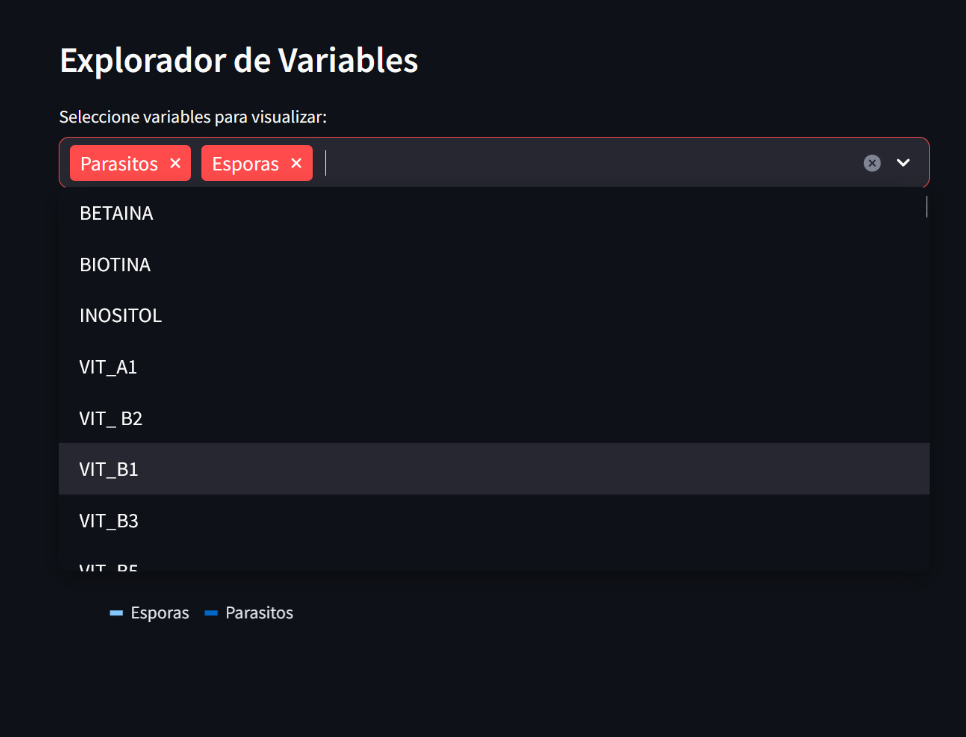 Explorador de Variables
Seleccione variables para visualizar:
Parasitos Esporas
BETAINA
BIOTINA
INOSITOL
VIT_A1
VIT_ B2
VIT_B1
VIT_B3
VIT_B5
Esporas Parasitos